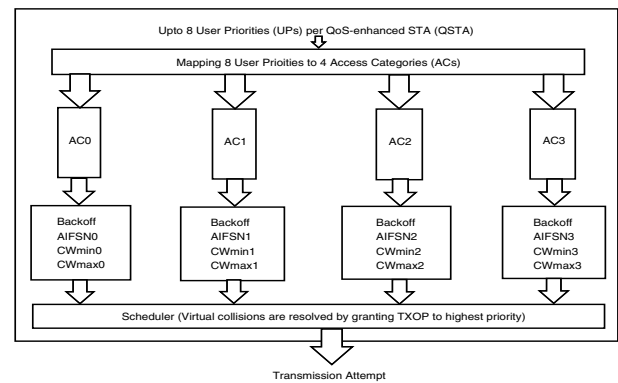 Upto 8 User Priorities (UPs) per QoS-enhanced STA (QSTA)
Mapping 8 User Prioities to 4 Access Categories (ACs)
AC0
AC1
AC2
AC3
Backoff
AIFSN0
CWmin0
CWmax0
Backoff
AIFSN1
CWmin1
CWmax1
Backoff
AIFSN2
CWmin2
CWmax2
Backoff
AIFSN3
CWmin3
CWmax3
Scheduler (Virtual collisions are resolved by granting TXOP to highest priority)
Transmission Attempt